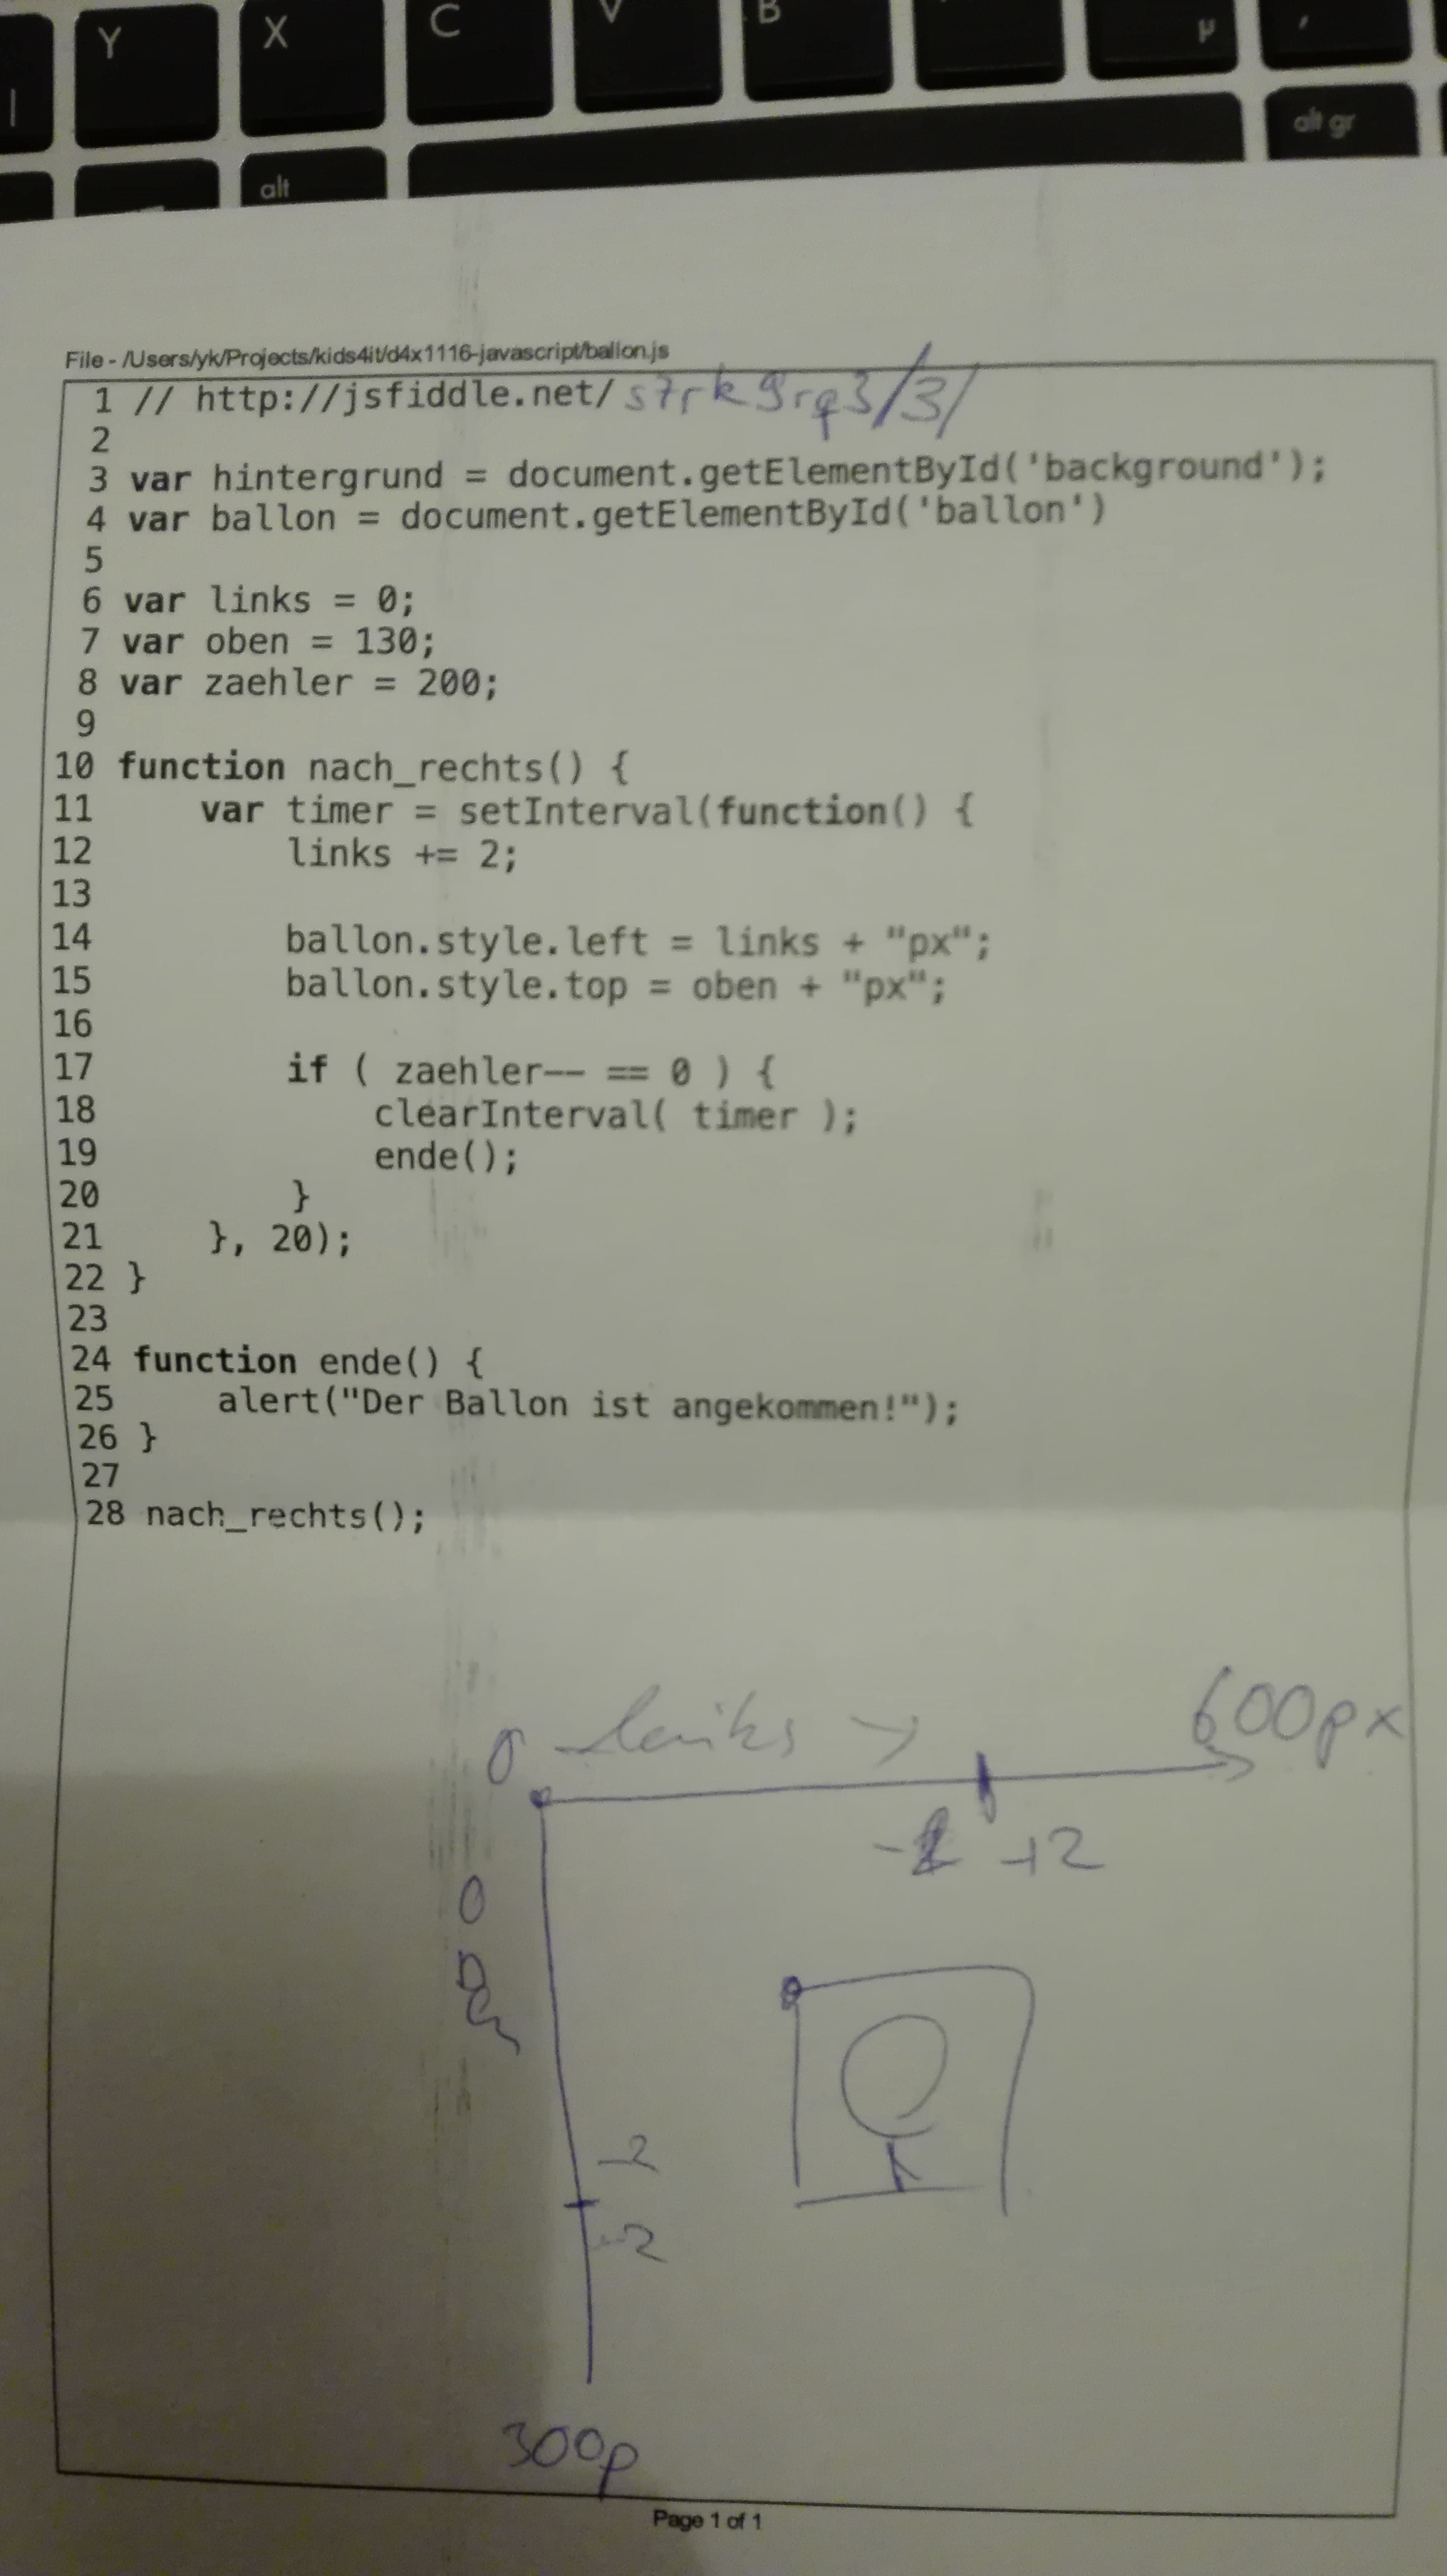 Y X C V B µ ,
alt alt gr
File - /Users/yk/Projects/kids4it/d4x1116-javascript/ballon.js
1 // http://jsfiddle.net/s7rk9rq3/3/
2
3 var hintergrund = document.getElementById('background');
4 var ballon = document.getElementById('ballon')
5
6 var links = 0;
7 var oben = 130;
8 var zaehler = 200;
9
10 function nach_rechts() {
11     var timer = setInterval(function() {
12         links += 2;
13
14         ballon.style.left = links + "px";
15         ballon.style.top = oben + "px";
16
17         if ( zaehler-- == 0 ) {
18             clearInterval( timer );
19             ende();
20         }
21     }, 20);
22 }
23
24 function ende() {
25     alert("Der Ballon ist angekommen!");
26 }
27
28 nach_rechts();
0 links 600px
+2
0
-2
-2
300p
Page 1 of 1